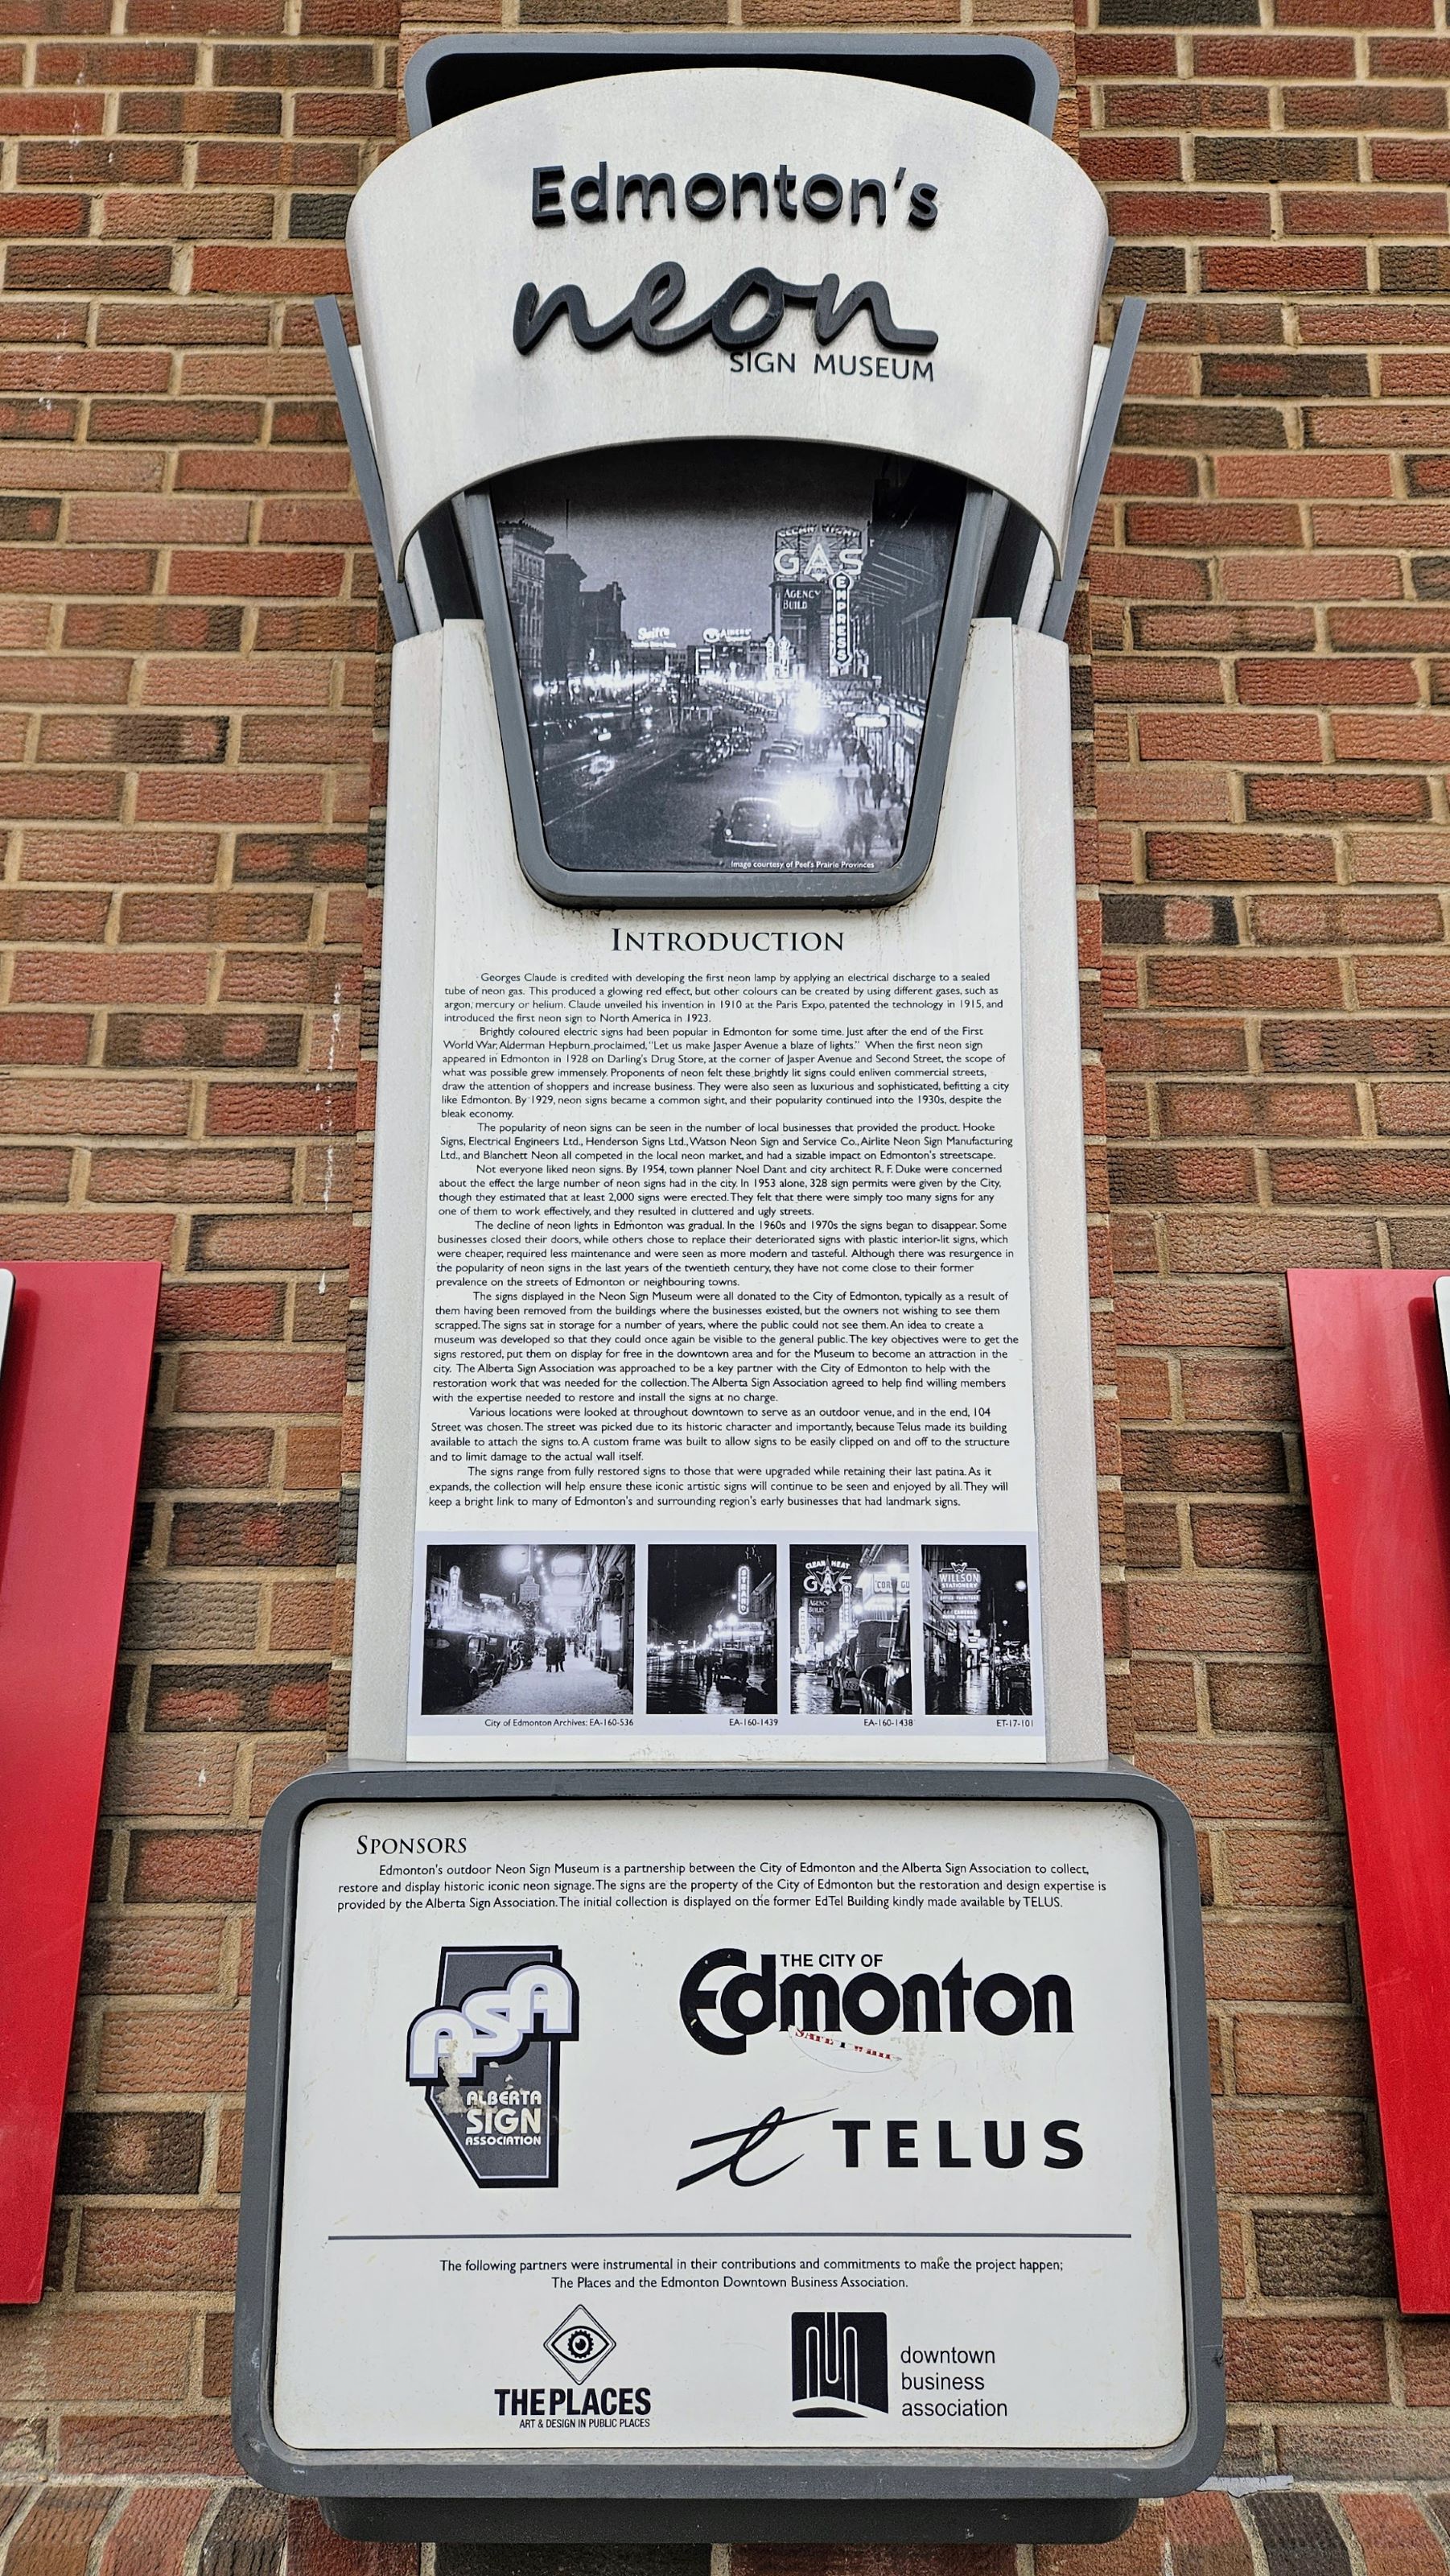 Edmonton's
neon
SIGN MUSEUM
GAS
AGENCY
BUILD
EMPRESS
Swift's
Image courtesy of Peel's Prairie Provinces
INTRODUCTION
Georges Claude is credited with developing the first neon lamp by applying an electrical discharge to a sealed
tube of neon gas. This produced a glowing red effect, but other colours can be created by using different gases, such as
argon, mercury or helium. Claude unveiled his invention in 1910 at the Paris Expo, patented the technology in 1915, and
introduced the first neon sign to North America in 1923.
Brightly coloured electric signs had been popular in Edmonton for some time. Just after the end of the First
World War, Alderman Hepburn proclaimed, "Let us make Jasper Avenue a blaze of lights." When the first neon sign
appeared in Edmonton in 1928 on Darling's Drug Store, at the corner of Jasper Avenue and Second Street, the scope of
what was possible grew immensely. Proponents of neon felt these brightly lit signs could enliven commercial streets,
draw the attention of shoppers and increase business. They were also seen as luxurious and sophisticated, befitting a city
like Edmonton. By 1929, neon signs became a common sight, and their popularity continued into the 1930s, despite the
bleak economy.
The popularity of neon signs can be seen in the number of local businesses that provided the product. Hooke
Signs, Electrical Engineers Ltd., Henderson Signs Ltd., Watson Neon Sign and Service Co., Airlite Neon Sign Manufacturing
Ltd., and Blanchett Neon all competed in the local neon market, and had a sizable impact on Edmonton's streetscape.
Not everyone liked neon signs. By 1954, town planner Noel Dant and city architect R. F. Duke were concerned
about the effect the large number of neon signs had in the city. In 1953 alone, 328 sign permits were given by the City,
though they estimated that at least 2,000 signs were erected. They felt that there were simply too many signs for any
one of them to work effectively, and they resulted in cluttered and ugly streets.
The decline of neon lights in Edmonton was gradual. In the 1960s and 1970s the signs began to disappear. Some
businesses closed their doors, while others chose to replace their deteriorated signs with plastic interior-lit signs, which
were cheaper, required less maintenance and were seen as more modern and tasteful. Although there was resurgence in
the popularity of neon signs in the last years of the twentieth century, they have not come close to their former
prevalence on the streets of Edmonton or neighbouring towns.
The signs displayed in the Neon Sign Museum were all donated to the City of Edmonton, typically as a result of
them having been removed from the buildings where the businesses existed, but the owners not wishing to see them
scrapped. The signs sat in storage for a number of years, where the public could not see them. An idea to create a
museum was developed so that they could once again be visible to the general public. The key objectives were to get the
signs restored, put them on display for free in the downtown area and for the Museum to become an attraction in the
city. The Alberta Sign Association was approached to be a key partner with the City of Edmonton to help with the
restoration work that was needed for the collection. The Alberta Sign Association agreed to help find willing members
with the expertise needed to restore and install the signs at no charge.
Various locations were looked at throughout downtown to serve as an outdoor venue, and in the end, 104
Street was chosen. The street was picked due to its historic character and importantly, because Telus made its building
available to attach the signs to. A custom frame was built to allow signs to be easily clipped on and off to the structure
and to limit damage to the actual wall itself.
The signs range from fully restored signs to those that were upgraded while retaining their last patina. As it
expands, the collection will help ensure these iconic artistic signs will continue to be seen and enjoyed by all. They will
keep a bright link to many of Edmonton's and surrounding region's early businesses that had landmark signs.
STRAND
CLEAN HEAT
GAS
AGENCY
BUILD
WILLSON
STATIONERY
City of Edmonton Archives: EA-160-536
EA-160-1439
EA-160-1438
ET-17-101
SPONSORS
Edmonton's outdoor Neon Sign Museum is a partnership between the City of Edmonton and the Alberta Sign Association to collect,
restore and display historic iconic neon signage. The signs are the property of the City of Edmonton but the restoration and design expertise is
provided by the Alberta Sign Association. The initial collection is displayed on the former EdTel Building kindly made available by TELUS.
ASA
ALBERTA
SIGN
ASSOCIATION
THE CITY OF
Edmonton
TELUS
The following partners were instrumental in their contributions and commitments to make the project happen;
The Places and the Edmonton Downtown Business Association.
THE PLACES
ART & DESIGN IN PUBLIC PLACES
downtown
business
association